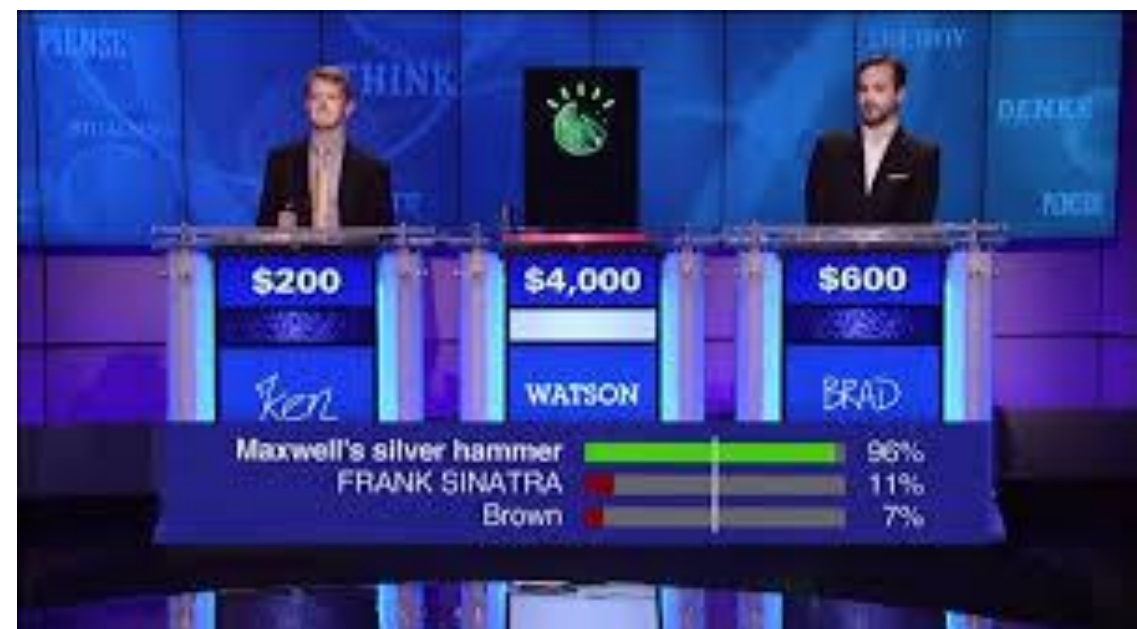 THINK
DENKE
$200
$4,000
$600
Ken
WATSON
BRAD
Maxwell's silver hammer 96%
FRANK SINATRA 11%
Brown 7%